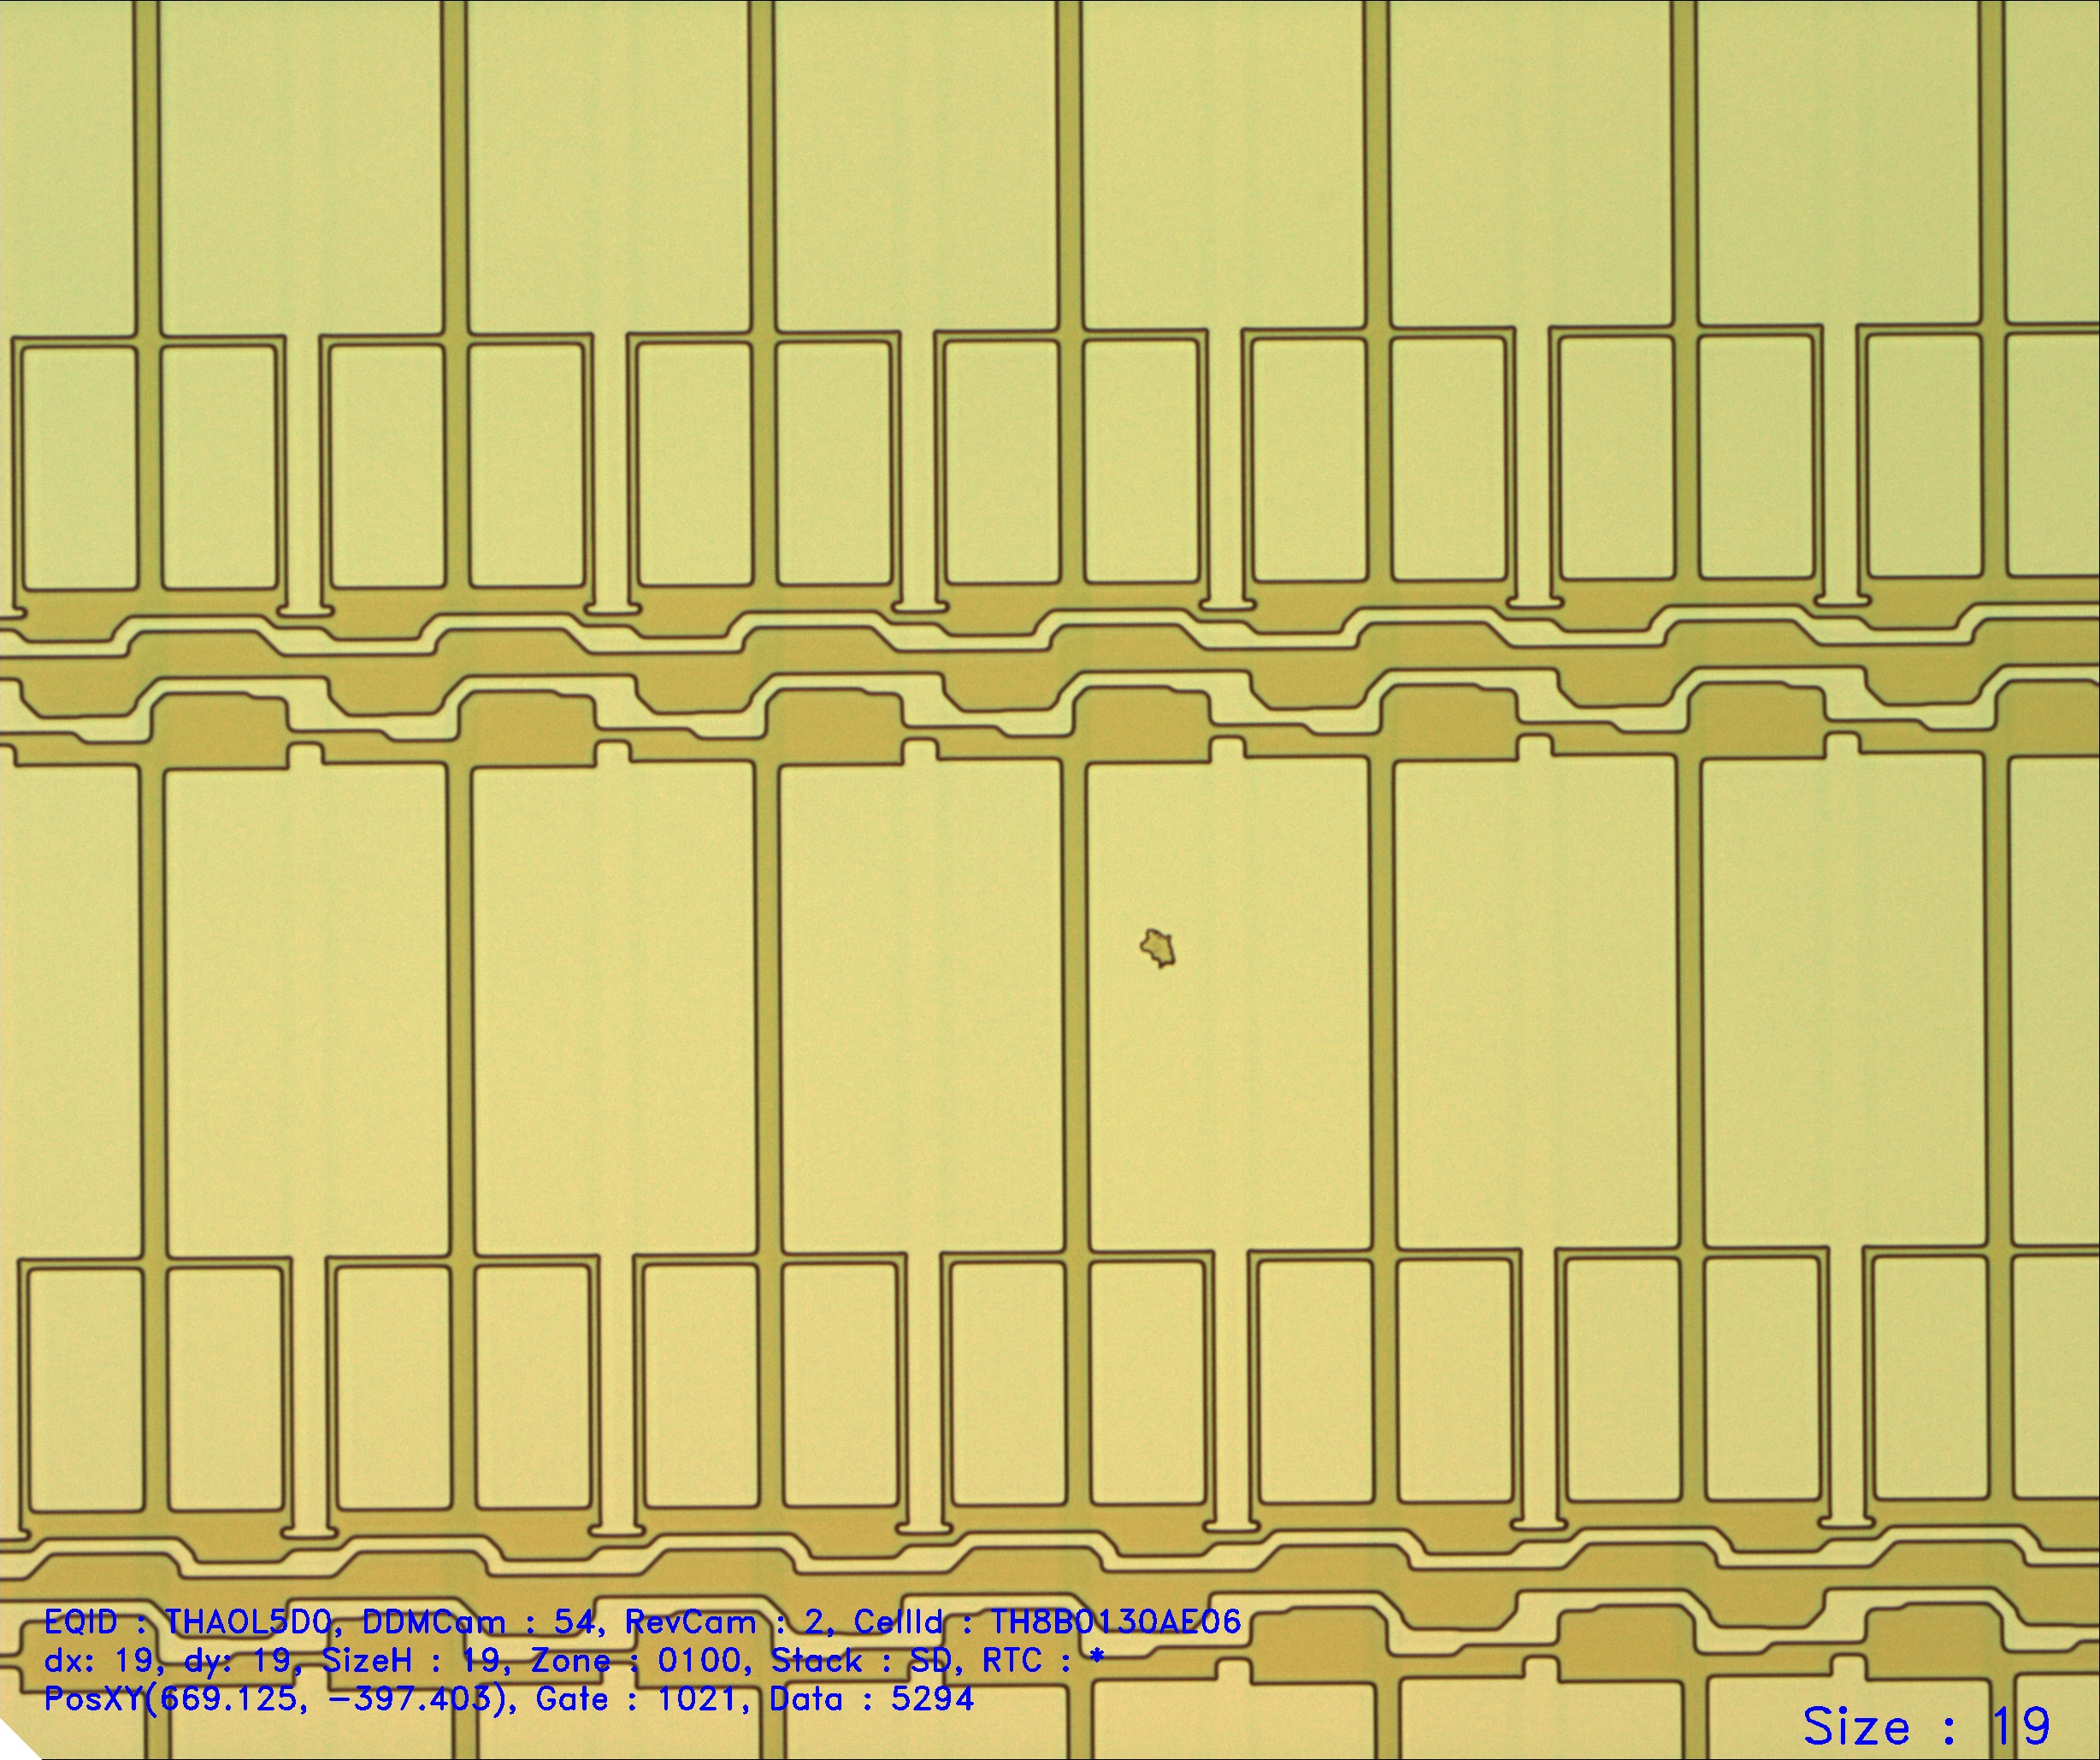 EQID : THAOL5D0, DDMCam : 54, RevCam : 2, CellId : TH8B0130AE06
dx: 19, dy: 19, SizeH : 19, Zone : 0100, Stack : SD, RTC : *
PosXY(669.125, -397.403), Gate : 1021, Data : 5294
Size : 19